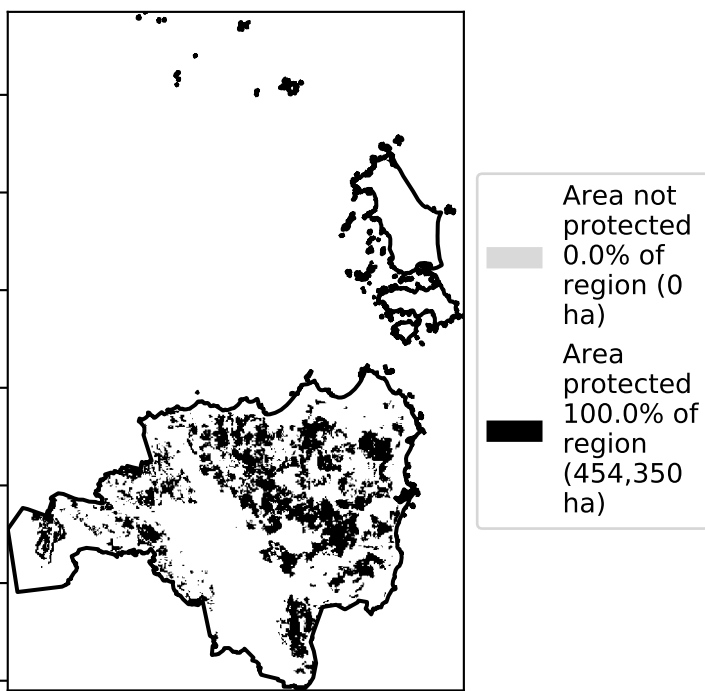 Area not
protected
0.0% of
region (0
ha)
Area
protected
100.0% of
region
(454,350
ha)